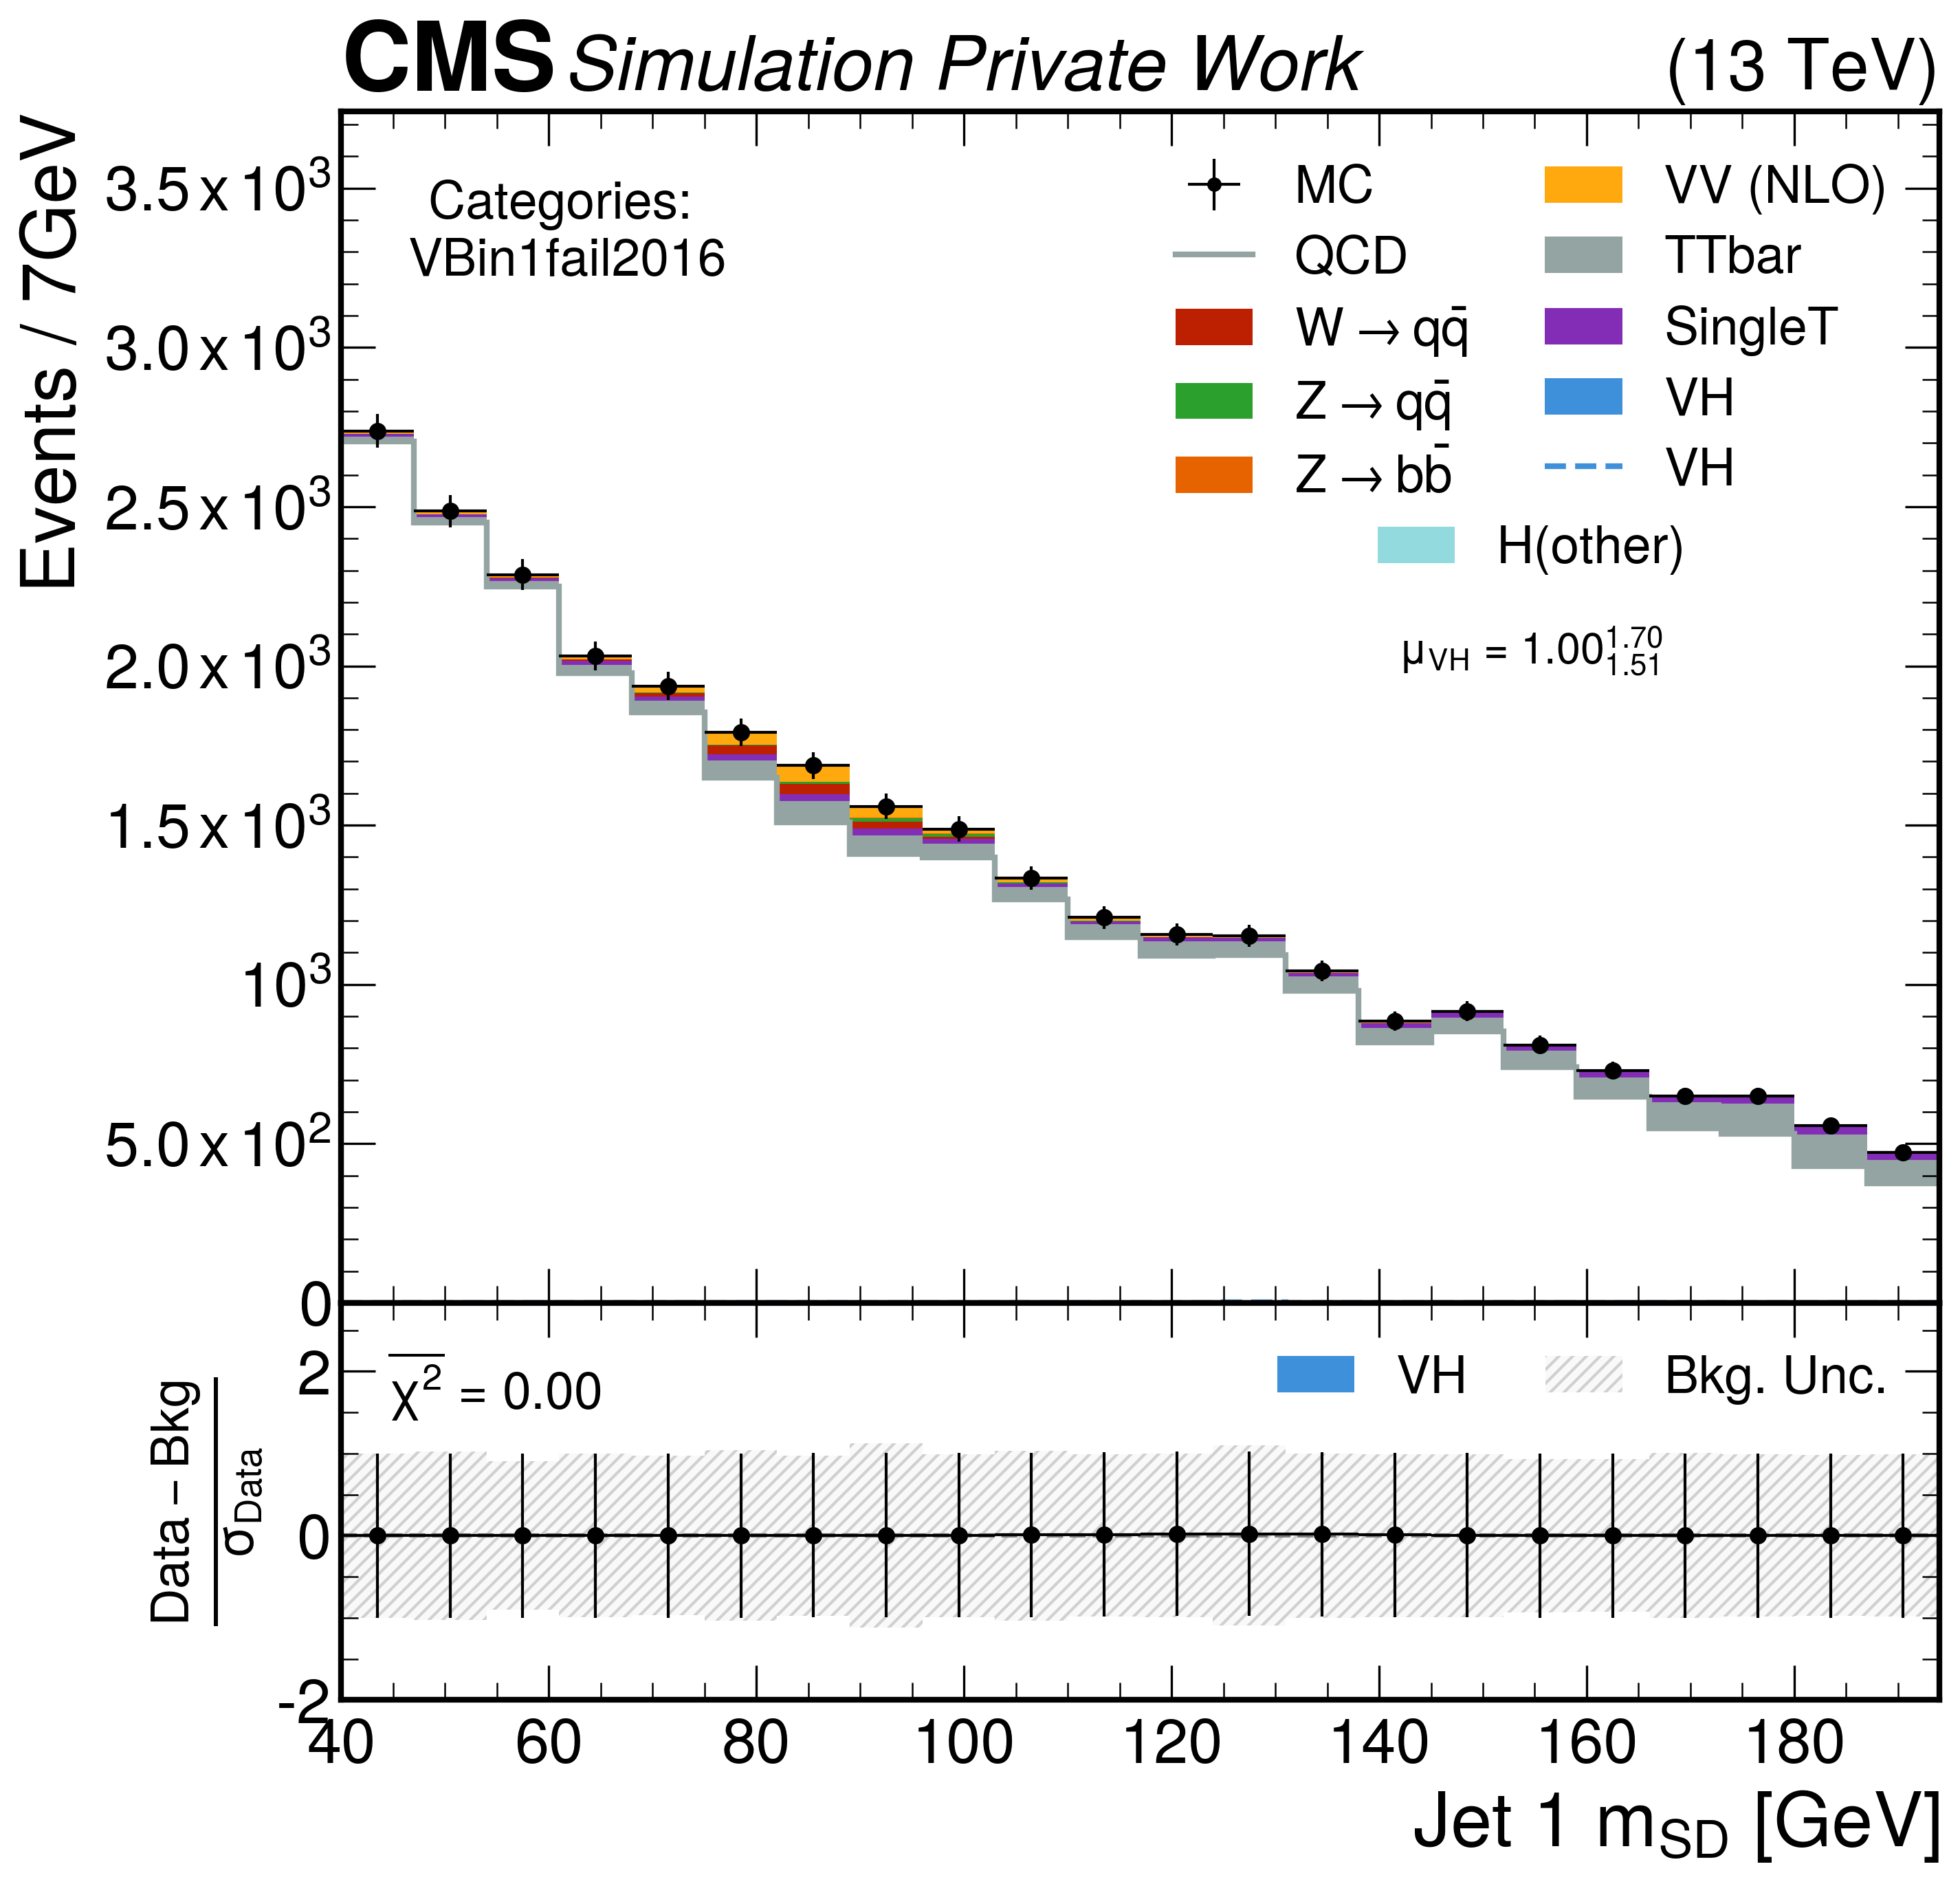 CMS Simulation Private Work (13 TeV)
Events / 7GeV
3.5 x 10³
3.0 x 10³
2.5 x 10³
2.0 x 10³
1.5 x 10³
10³
5.0 x 10²
0
Categories:
VBin1fail2016
MC
QCD
W → qq̄
Z → qq̄
Z → bb̄
VV (NLO)
TTbar
SingleT
VH
VH
H(other)
μ_VH = 1.00 1.70 1.51
Data – Bkg
σ_Data
2
0
-2
χ² = 0.00
VH
Bkg. Unc.
40 60 80 100 120 140 160 180
Jet 1 m_SD [GeV]